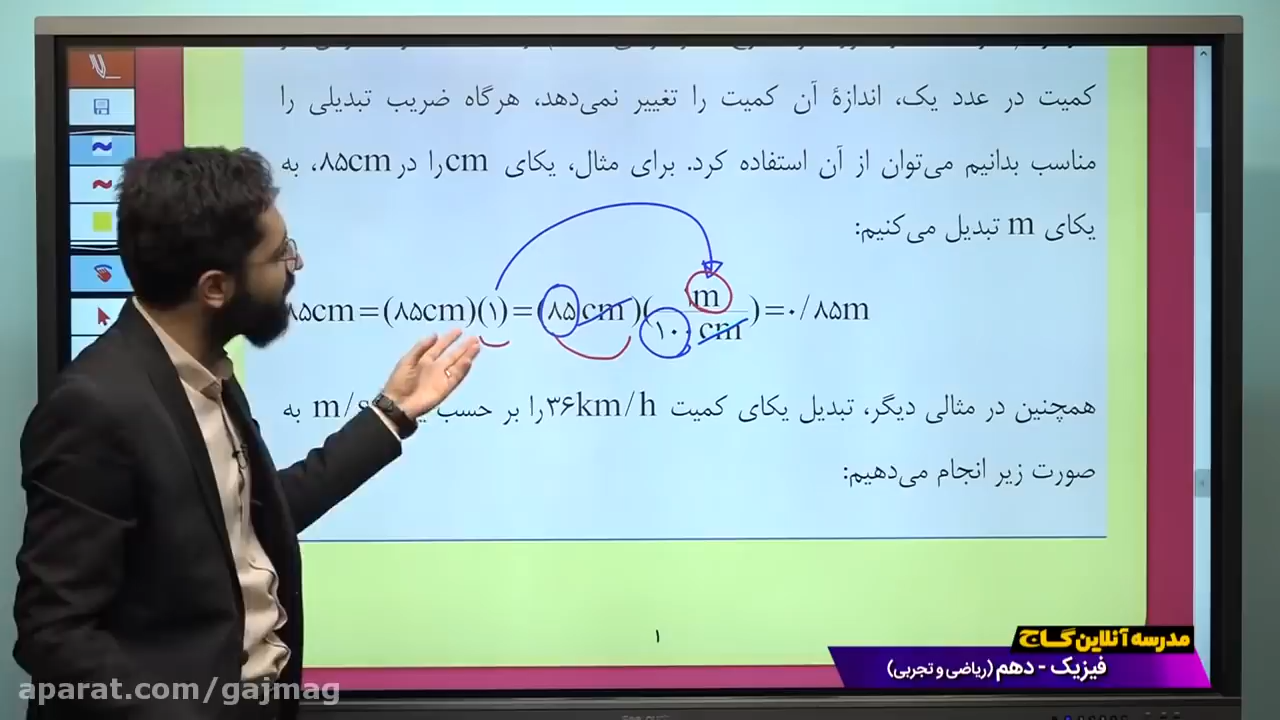 کمیت در عدد یک، اندازهٔ آن کمیت را تغییر نمی‌دهد، هرگاه ضریب تبدیلی را
مناسب بدانیم می‌توان از آن استفاده کرد. برای مثال، یکای cm را در ۸۵cm، به
یکای m تبدیل می‌کنیم:
۸۵cm = (۸۵cm)(۱) = (۸۵cm)(۱m / ۱۰۰cm) = ۰/۸۵m
همچنین در مثالی دیگر، تبدیل یکای کمیت ۳۶km/h را بر حسب m/s به
صورت زیر انجام می‌دهیم:
۱
مدرسه آنلاین گاج
فیزیک - دهم (ریاضی و تجربی)
aparat.com/gajmag